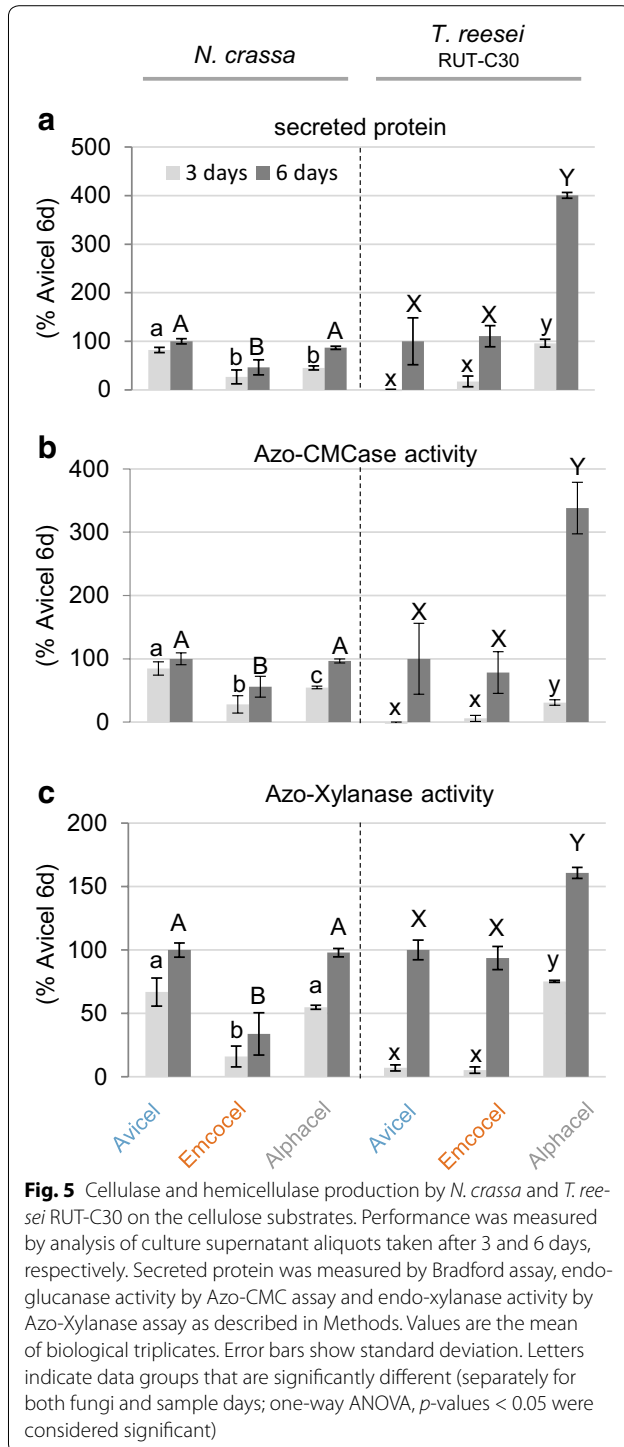 N. crassa
T. reesei
RUT-C30
a
secreted protein
(% Avicel 6d)
500
400
300
200
100
0
3 days
6 days
a A b B b A x X x X y Y
b
Azo-CMCase activity
(% Avicel 6d)
400
300
200
100
0
a A b B c A x X x X y Y
c
Azo-Xylanase activity
(% Avicel 6d)
200
150
100
50
0
a A b B a A x X x X y Y
Avicel
Emcocel
Alphacel
Avicel
Emcocel
Alphacel
Fig. 5 Cellulase and hemicellulase production by N. crassa and T. ree-
sei RUT-C30 on the cellulose substrates. Performance was measured
by analysis of culture supernatant aliquots taken after 3 and 6 days,
respectively. Secreted protein was measured by Bradford assay, endo-
glucanase activity by Azo-CMC assay and endo-xylanase activity by
Azo-Xylanase assay as described in Methods. Values are the mean
of biological triplicates. Error bars show standard deviation. Letters
indicate data groups that are significantly different (separately for
both fungi and sample days; one-way ANOVA, p-values < 0.05 were
considered significant)